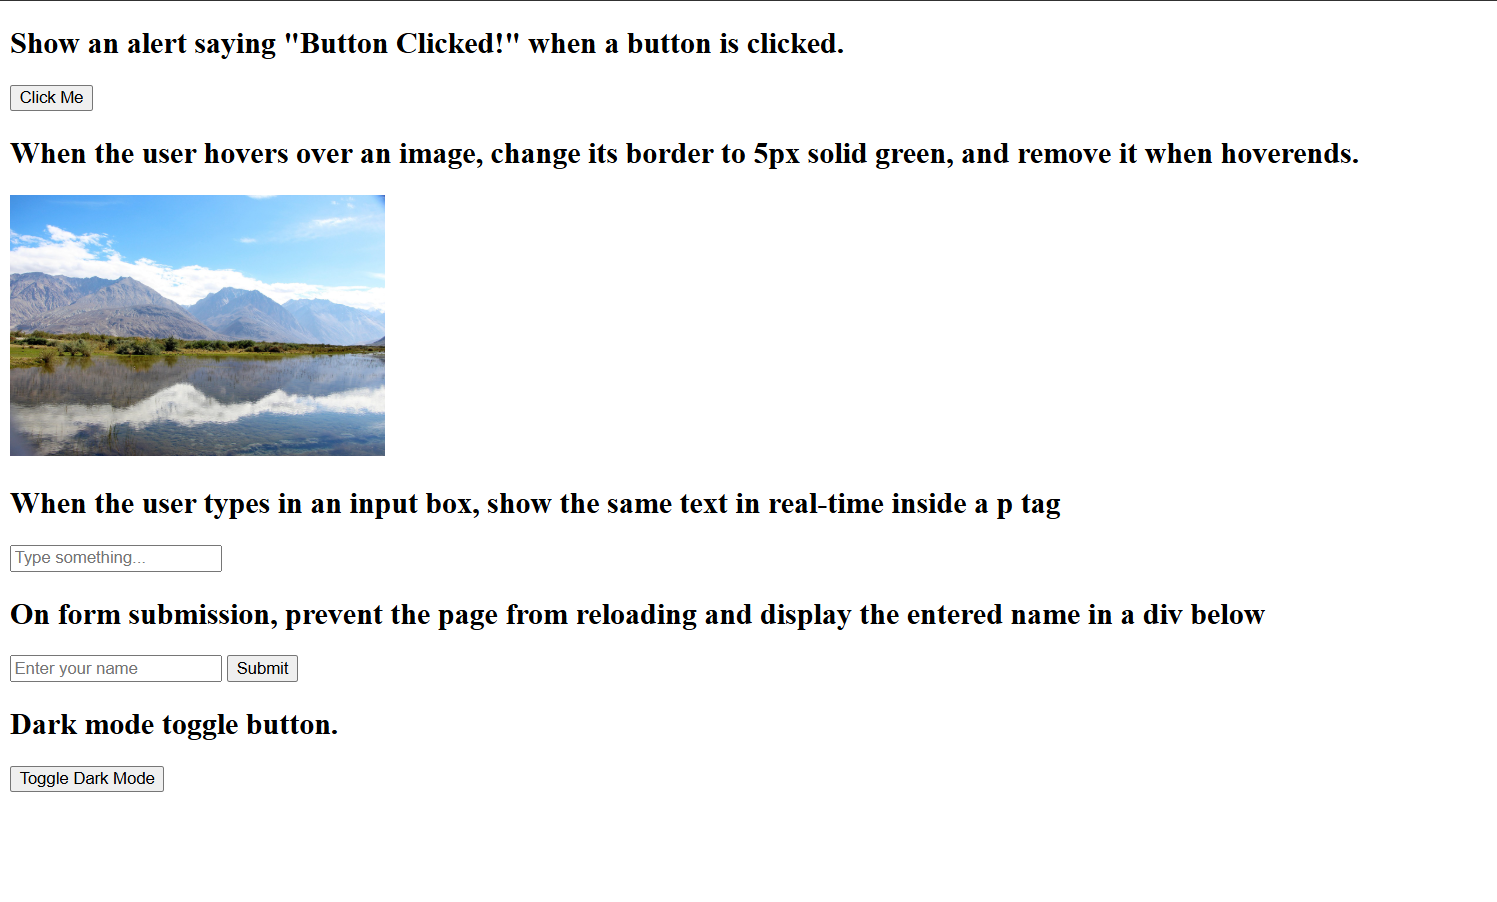 Show an alert saying "Button Clicked!" when a button is clicked.
Click Me
When the user hovers over an image, change its border to 5px solid green, and remove it when hoverends.
When the user types in an input box, show the same text in real-time inside a p tag
Type something...
On form submission, prevent the page from reloading and display the entered name in a div below
Enter your name Submit
Dark mode toggle button.
Toggle Dark Mode